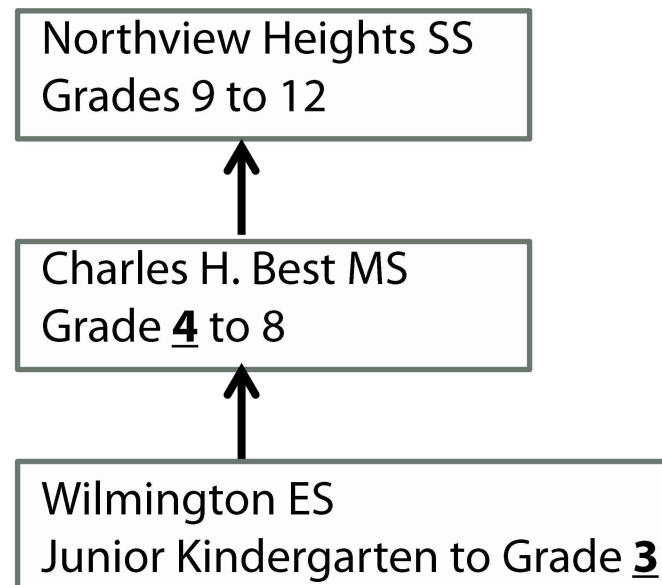 Northview Heights SS
Grades 9 to 12
Charles H. Best MS
Grade 4 to 8
Wilmington ES
Junior Kindergarten to Grade 3